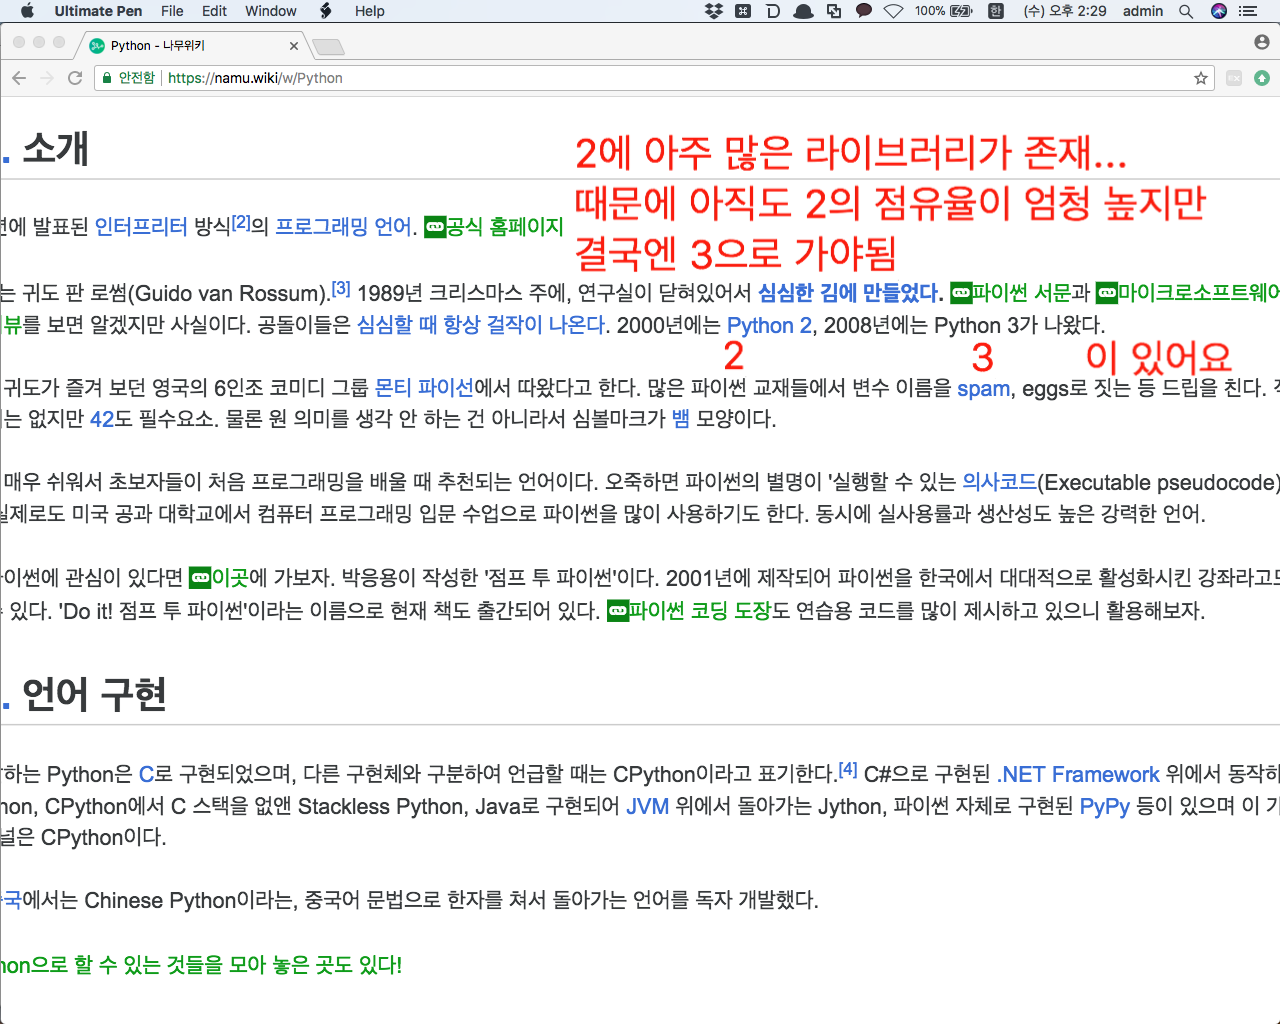 Ultimate Pen File Edit Window Help 100% 한 (수) 오후 2:29 admin
Python - 나무위키
안전함 https://namu.wiki/w/Python
. 소개
2에 아주 많은 라이브러리가 존재...
때문에 아직도 2의 점유율이 엄청 높지만
결국엔 3으로 가야됨
에 발표된 인터프리터 방식[2]의 프로그래밍 언어. 공식 홈페이지
는 귀도 판 로썸(Guido van Rossum).[3] 1989년 크리스마스 주에, 연구실이 닫혀있어서 심심한 김에 만들었다. 파이썬 서문과 마이크로소프트웨어
뷰를 보면 알겠지만 사실이다. 공돌이들은 심심할 때 항상 걸작이 나온다. 2000년에는 Python 2, 2008년에는 Python 3가 나왔다.
2 3 이 있어요
귀도가 즐겨 보던 영국의 6인조 코미디 그룹 몬티 파이선에서 따왔다고 한다. 많은 파이썬 교재들에서 변수 이름을 spam, eggs로 짓는 등 드립을 친다.
는 없지만 42도 필수요소. 물론 원 의미를 생각 안 하는 건 아니라서 심볼마크가 뱀 모양이다.
매우 쉬워서 초보자들이 처음 프로그래밍을 배울 때 추천되는 언어이다. 오죽하면 파이썬의 별명이 '실행할 수 있는 의사코드(Executable pseudocode)
실제로도 미국 공과 대학교에서 컴퓨터 프로그래밍 입문 수업으로 파이썬을 많이 사용하기도 한다. 동시에 실사용률과 생산성도 높은 강력한 언어.
이썬에 관심이 있다면 이곳에 가보자. 박응용이 작성한 '점프 투 파이썬'이다. 2001년에 제작되어 파이썬을 한국에서 대대적으로 활성화시킨 강좌라고도
있다. 'Do it! 점프 투 파이썬'이라는 이름으로 현재 책도 출간되어 있다. 파이썬 코딩 도장도 연습용 코드를 많이 제시하고 있으니 활용해보자.
. 언어 구현
하는 Python은 C로 구현되었으며, 다른 구현체와 구분하여 언급할 때는 CPython이라고 표기한다.[4] C#으로 구현된 .NET Framework 위에서 동작하
hon, CPython에서 C 스택을 없앤 Stackless Python, Java로 구현되어 JVM 위에서 돌아가는 Jython, 파이썬 자체로 구현된 PyPy 등이 있으며 이 
널은 CPython이다.
국에서는 Chinese Python이라는, 중국어 문법으로 한자를 쳐서 돌아가는 언어를 독자 개발했다.
hon으로 할 수 있는 것들을 모아 놓은 곳도 있다!